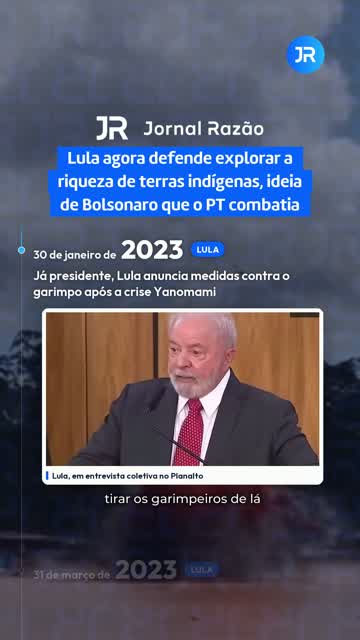 JR
JR Jornal Razão
Lula agora defende explorar a
riqueza de terras indígenas, ideia
de Bolsonaro que o PT combatia
30 de janeiro de 2023 LULA
Já presidente, Lula anuncia medidas contra o
garimpo após a crise Yanomami
Lula, em entrevista coletiva no Planalto
tirar os garimpeiros de lá
31 de março de 2023 LULA